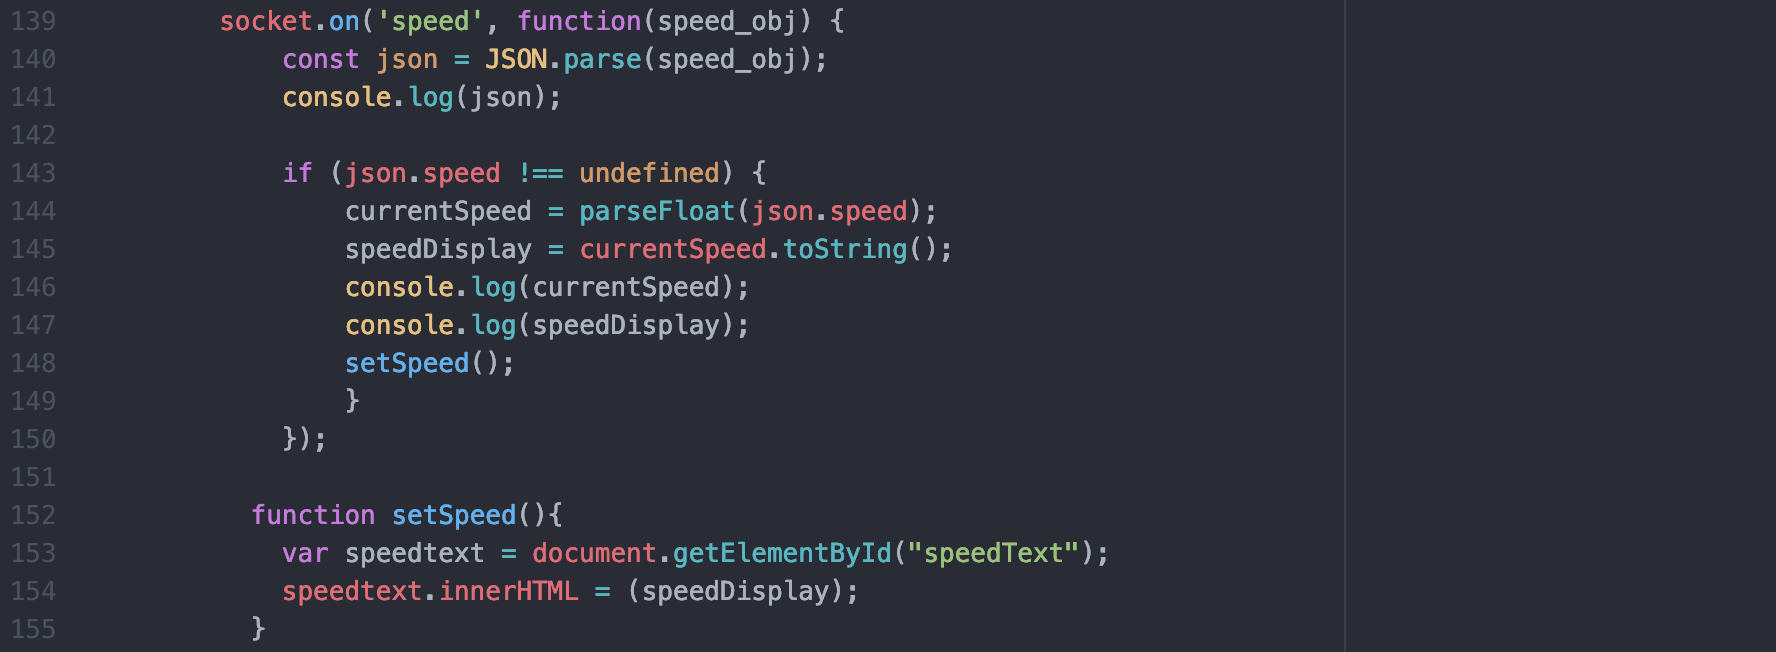 139 socket.on('speed', function(speed_obj) {
140 const json = JSON.parse(speed_obj);
141 console.log(json);
142
143 if (json.speed !== undefined) {
144 currentSpeed = parseFloat(json.speed);
145 speedDisplay = currentSpeed.toString();
146 console.log(currentSpeed);
147 console.log(speedDisplay);
148 setSpeed();
149 }
150 });
151
152 function setSpeed(){
153 var speedtext = document.getElementById("speedText");
154 speedtext.innerHTML = (speedDisplay);
155 }